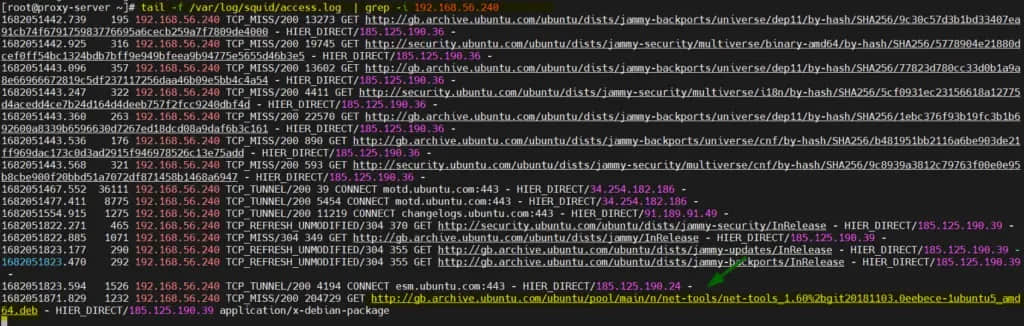 [root@proxy-server ~]# tail -f /var/log/squid/access.log | grep -i 192.168.56.240
1682051442.739    195 192.168.56.240 TCP_MISS/200 13273 GET http://gb.archive.ubuntu.com/ubuntu/dists/jammy-backports/universe/dep11/by-hash/SHA256/9c30c57d3b1bd33407ea
91cb74f679175983776695a6cecb259a7f7809de4000 - HIER_DIRECT/185.125.190.36 -
1682051442.925    316 192.168.56.240 TCP_MISS/200 19745 GET http://security.ubuntu.com/ubuntu/dists/jammy-security/multiverse/binary-amd64/by-hash/SHA256/5778904e21880d
cef0ff54bc1324bdb7bff9e949bfeea9b94775e5655d46b3e5 - HIER_DIRECT/185.125.190.36 -
1682051443.096    357 192.168.56.240 TCP_MISS/200 13602 GET http://gb.archive.ubuntu.com/ubuntu/dists/jammy-backports/universe/dep11/by-hash/SHA256/77823d780cc33d0b1a9a
8e66966672819c5df237117256daa46b09e5bb4c4a54 - HIER_DIRECT/185.125.190.36 -
1682051443.247    322 192.168.56.240 TCP_MISS/200 4411 GET http://security.ubuntu.com/ubuntu/dists/jammy-security/multiverse/i18n/by-hash/SHA256/5cf0931ec23156618a12775
d4acedd4ce7b24d164d4deeb757f2fcc9240dbf4d - HIER_DIRECT/185.125.190.36 -
1682051443.360    263 192.168.56.240 TCP_MISS/200 22570 GET http://gb.archive.ubuntu.com/ubuntu/dists/jammy-backports/universe/dep11/by-hash/SHA256/1ebc376f93b19fc3b1b6
92600a8339b6596630d7267ed18dcd08a9daf6b3c161 - HIER_DIRECT/185.125.190.36 -
1682051443.536    176 192.168.56.240 TCP_MISS/200 890 GET http://gb.archive.ubuntu.com/ubuntu/dists/jammy-backports/multiverse/cnf/by-hash/SHA256/b481951bb2116a6be903de21
ff969dac173c0d3ad2915f946978526c13e75add - HIER_DIRECT/185.125.190.36 -
1682051443.568    321 192.168.56.240 TCP_MISS/200 593 GET http://security.ubuntu.com/ubuntu/dists/jammy-security/multiverse/cnf/by-hash/SHA256/9c8939a3812c79763f00e0e95
b8cbe900f20bbd51a7072df871458b1468a6947 - HIER_DIRECT/185.125.190.36 -
1682051467.552  36111 192.168.56.240 TCP_TUNNEL/200 39 CONNECT motd.ubuntu.com:443 - HIER_DIRECT/34.254.182.186 -
1682051477.411   8775 192.168.56.240 TCP_TUNNEL/200 5454 CONNECT motd.ubuntu.com:443 - HIER_DIRECT/34.254.182.186 -
1682051554.915   1275 192.168.56.240 TCP_TUNNEL/200 11219 CONNECT changelogs.ubuntu.com:443 - HIER_DIRECT/91.189.91.49 -
1682051822.271    465 192.168.56.240 TCP_REFRESH_UNMODIFIED/304 370 GET http://security.ubuntu.com/ubuntu/dists/jammy-security/InRelease - HIER_DIRECT/185.125.190.39 -
1682051822.885   1071 192.168.56.240 TCP_MISS/304 349 GET http://gb.archive.ubuntu.com/ubuntu/dists/jammy/InRelease - HIER_DIRECT/185.125.190.39 -
1682051823.177    290 192.168.56.240 TCP_REFRESH_UNMODIFIED/304 355 GET http://gb.archive.ubuntu.com/ubuntu/dists/jammy-updates/InRelease - HIER_DIRECT/185.125.190.39 -
1682051823.470    292 192.168.56.240 TCP_REFRESH_UNMODIFIED/304 355 GET http://gb.archive.ubuntu.com/ubuntu/dists/jammy-backports/InRelease - HIER_DIRECT/185.125.190.39
-
1682051823.594   1526 192.168.56.240 TCP_TUNNEL/200 4194 CONNECT esm.ubuntu.com:443 - HIER_DIRECT/185.125.190.24 -
1682051871.829   1232 192.168.56.240 TCP_MISS/200 204729 GET http://gb.archive.ubuntu.com/ubuntu/pool/main/n/net-tools/net-tools_1.60%2bgit20181103.0eebece-1ubuntu5_amd
64.deb - HIER_DIRECT/185.125.190.39 application/x-debian-package